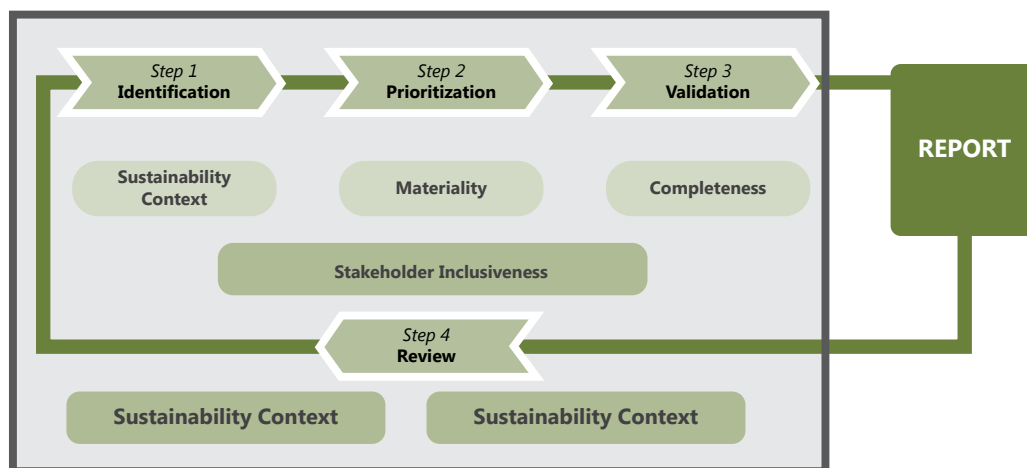 Step 1
Identification
Step 2
Prioritization
Step 3
Validation
REPORT
Sustainability
Context
Materiality
Completeness
Stakeholder Inclusiveness
Step 4
Review
Sustainability Context
Sustainability Context